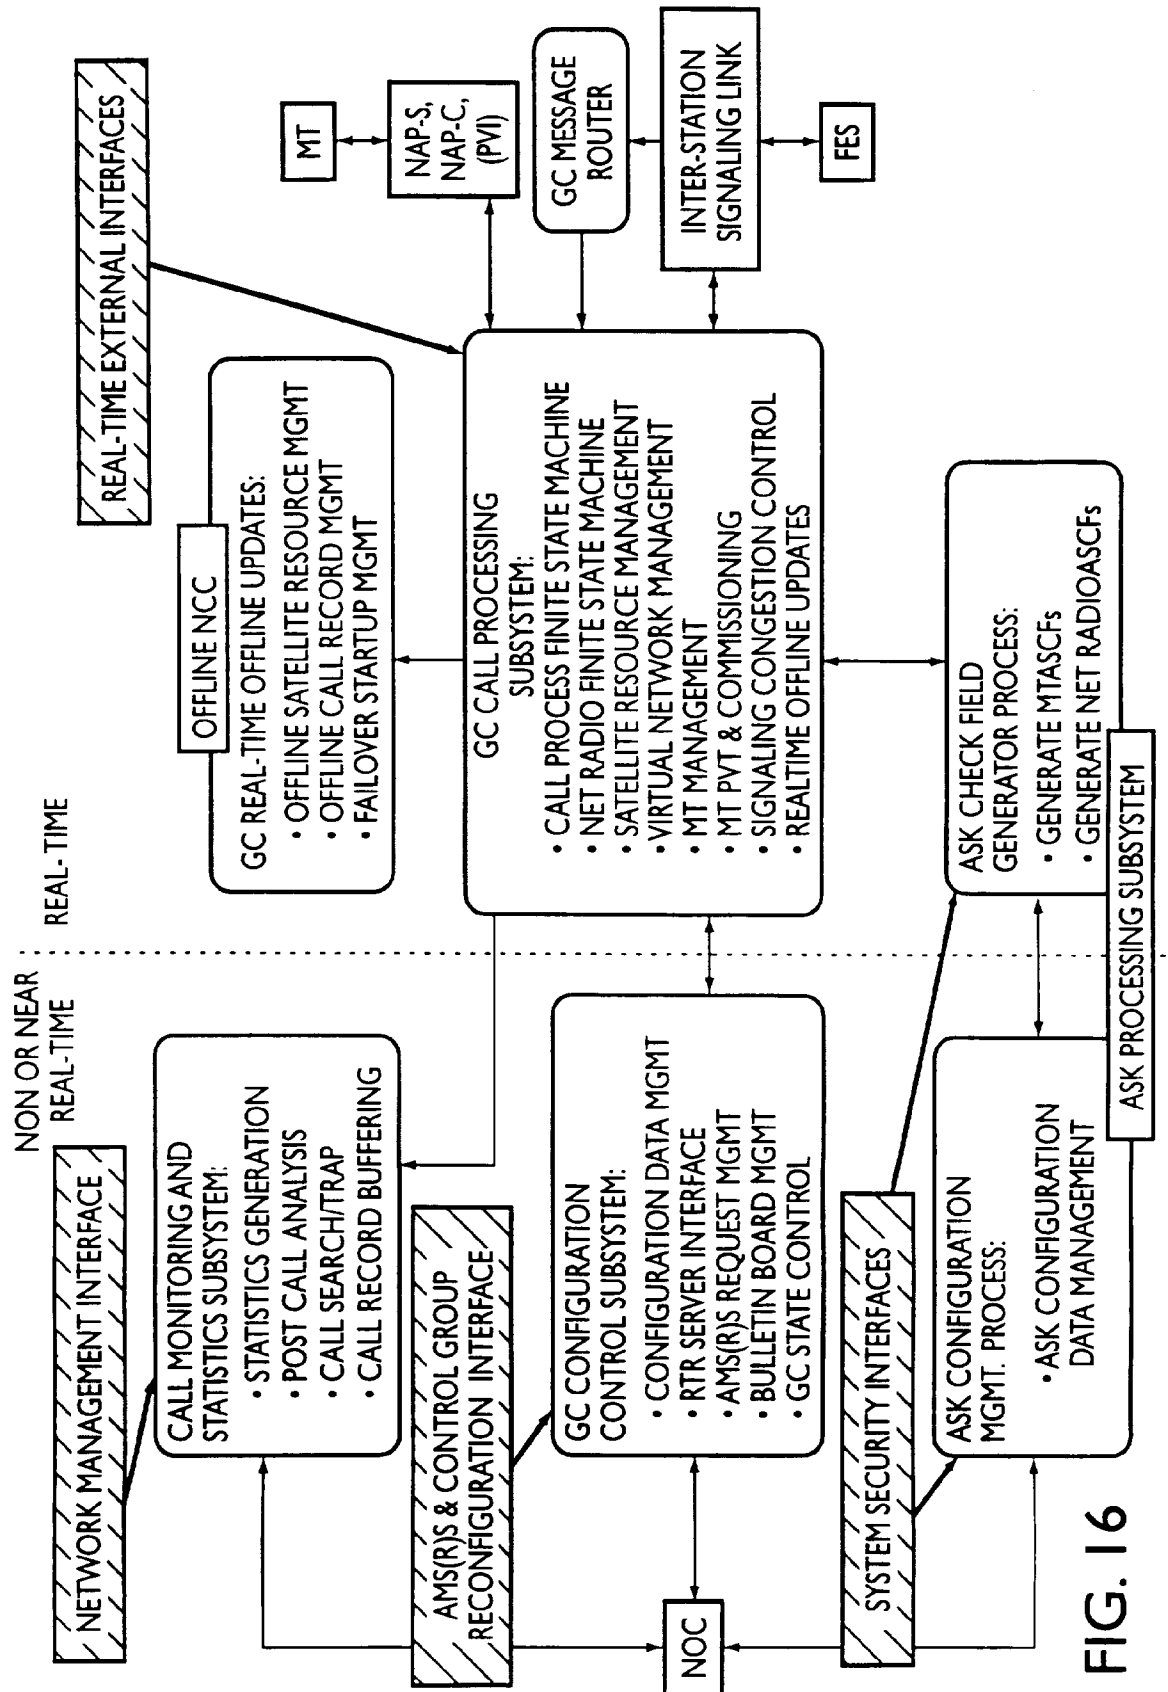 NON OR NEAR
REAL-TIME
REAL-TIME
NETWORK MANAGEMENT INTERFACE
REAL-TIME EXTERNAL INTERFACES
CALL MONITORING AND
STATISTICS SUBSYSTEM:
• STATISTICS GENERATION
• POST CALL ANALYSIS
• CALL SEARCH/TRAP
• CALL RECORD BUFFERING
OFFLINE NCC
GC REAL-TIME OFFLINE UPDATES:
• OFFLINE SATELLITE RESOURCE MGMT
• OFFLINE CALL RECORD MGMT
• FAILOVER STARTUP MGMT
MT
NAP-S,
NAP-C,
(PVI)
GC MESSAGE
ROUTER
INTER-STATION
SIGNALING LINK
FES
AMS(R)S & CONTROL GROUP
RECONFIGURATION INTERFACE
GC CONFIGURATION
CONTROL SUBSYSTEM:
• CONFIGURATION DATA MGMT
• RTR SERVER INTERFACE
• AMS(R)S REQUEST MGMT
• BULLETIN BOARD MGMT
• GC STATE CONTROL
GC CALL PROCESSING
SUBSYSTEM:
• CALL PROCESS FINITE STATE MACHINE
• NET RADIO FINITE STATE MACHINE
• SATELLITE RESOURCE MANAGEMENT
• VIRTUAL NETWORK MANAGEMENT
• MT MANAGEMENT
• MT PVT & COMMISSIONING
• SIGNALING CONGESTION CONTROL
• REALTIME OFFLINE UPDATES
NOC
SYSTEM SECURITY INTERFACES
ASK CONFIGURATION
MGMT. PROCESS:
• ASK CONFIGURATION
DATA MANAGEMENT
ASK CHECK FIELD
GENERATOR PROCESS:
• GENERATE MTASCFs
• GENERATE NET RADIOASCFs
ASK PROCESSING SUBSYSTEM
FIG. 16